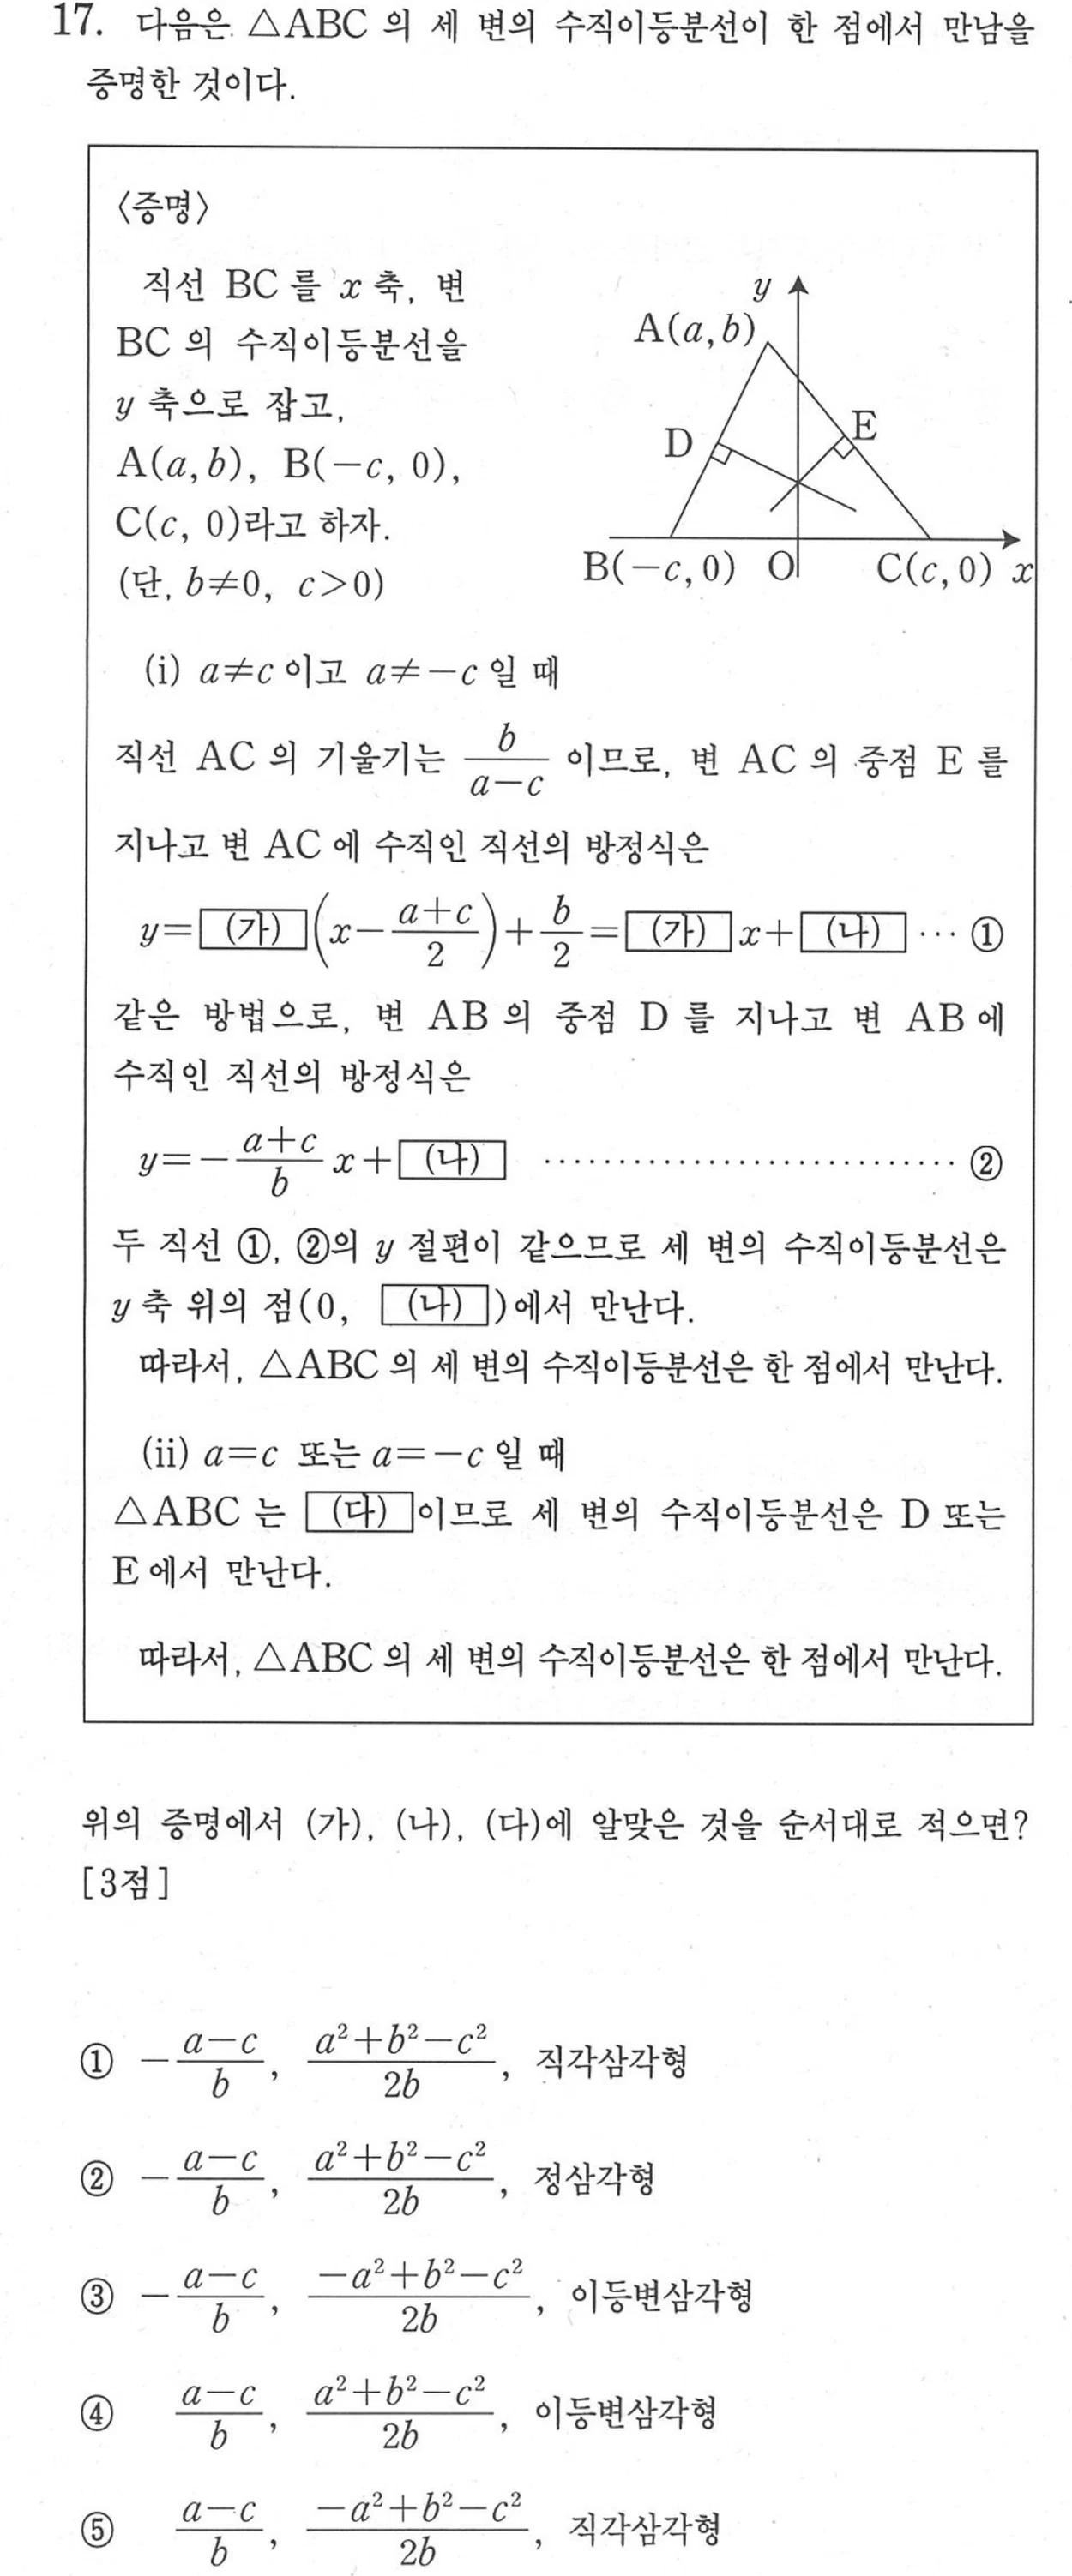 17. 다음은 △ABC 의 세 변의 수직이등분선이 한 점에서 만남을
증명한 것이다.
〈증명〉
직선 BC 를 x 축, 변
BC 의 수직이등분선을
y 축으로 잡고,
A(a, b), B(−c, 0),
C(c, 0)라고 하자.
(단, b≠0, c>0)
y
A(a, b)
D
E
B(−c, 0) O C(c, 0) x
(i) a≠c 이고 a≠−c 일 때
직선 AC 의 기울기는 b/(a−c) 이므로, 변 AC 의 중점 E 를
지나고 변 AC 에 수직인 직선의 방정식은
y= (가) (x−(a+c)/2)+b/2= (가) x+ (나) ⋯ ①
같은 방법으로, 변 AB 의 중점 D 를 지나고 변 AB 에
수직인 직선의 방정식은
y=−(a+c)/b x+ (나) ⋯⋯⋯⋯⋯⋯⋯⋯⋯⋯ ②
두 직선 ①, ②의 y 절편이 같으므로 세 변의 수직이등분선은
y 축 위의 점(0, (나) )에서 만난다.
따라서, △ABC 의 세 변의 수직이등분선은 한 점에서 만난다.
(ii) a=c 또는 a=−c 일 때
△ABC 는 (다) 이므로 세 변의 수직이등분선은 D 또는
E 에서 만난다.
따라서, △ABC 의 세 변의 수직이등분선은 한 점에서 만난다.
위의 증명에서 (가), (나), (다)에 알맞은 것을 순서대로 적으면?
[3점]
① −(a−c)/b, (a²+b²−c²)/2b, 직각삼각형
② −(a−c)/b, (a²+b²−c²)/2b, 정삼각형
③ −(a−c)/b, (−a²+b²−c²)/2b, 이등변삼각형
④ (a−c)/b, (a²+b²−c²)/2b, 이등변삼각형
⑤ (a−c)/b, (−a²+b²−c²)/2b, 직각삼각형